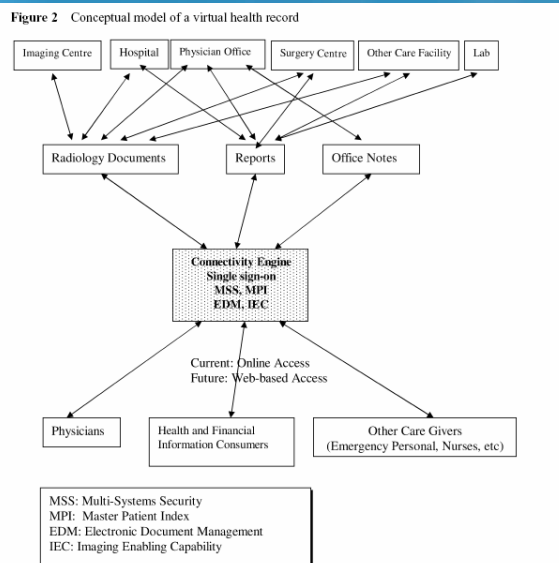 Figure 2 Conceptual model of a virtual health record
Imaging Centre
Hospital
Physician Office
Surgery Centre
Other Care Facility
Lab
Radiology Documents
Reports
Office Notes
Connectivity Engine
Single sign-on
MSS, MPI
EDM, IEC
Current: Online Access
Future: Web-based Access
Physicians
Health and Financial
Information Consumers
Other Care Givers
(Emergency Personal, Nurses, etc)
MSS: Multi-Systems Security
MPI: Master Patient Index
EDM: Electronic Document Management
IEC: Imaging Enabling Capability